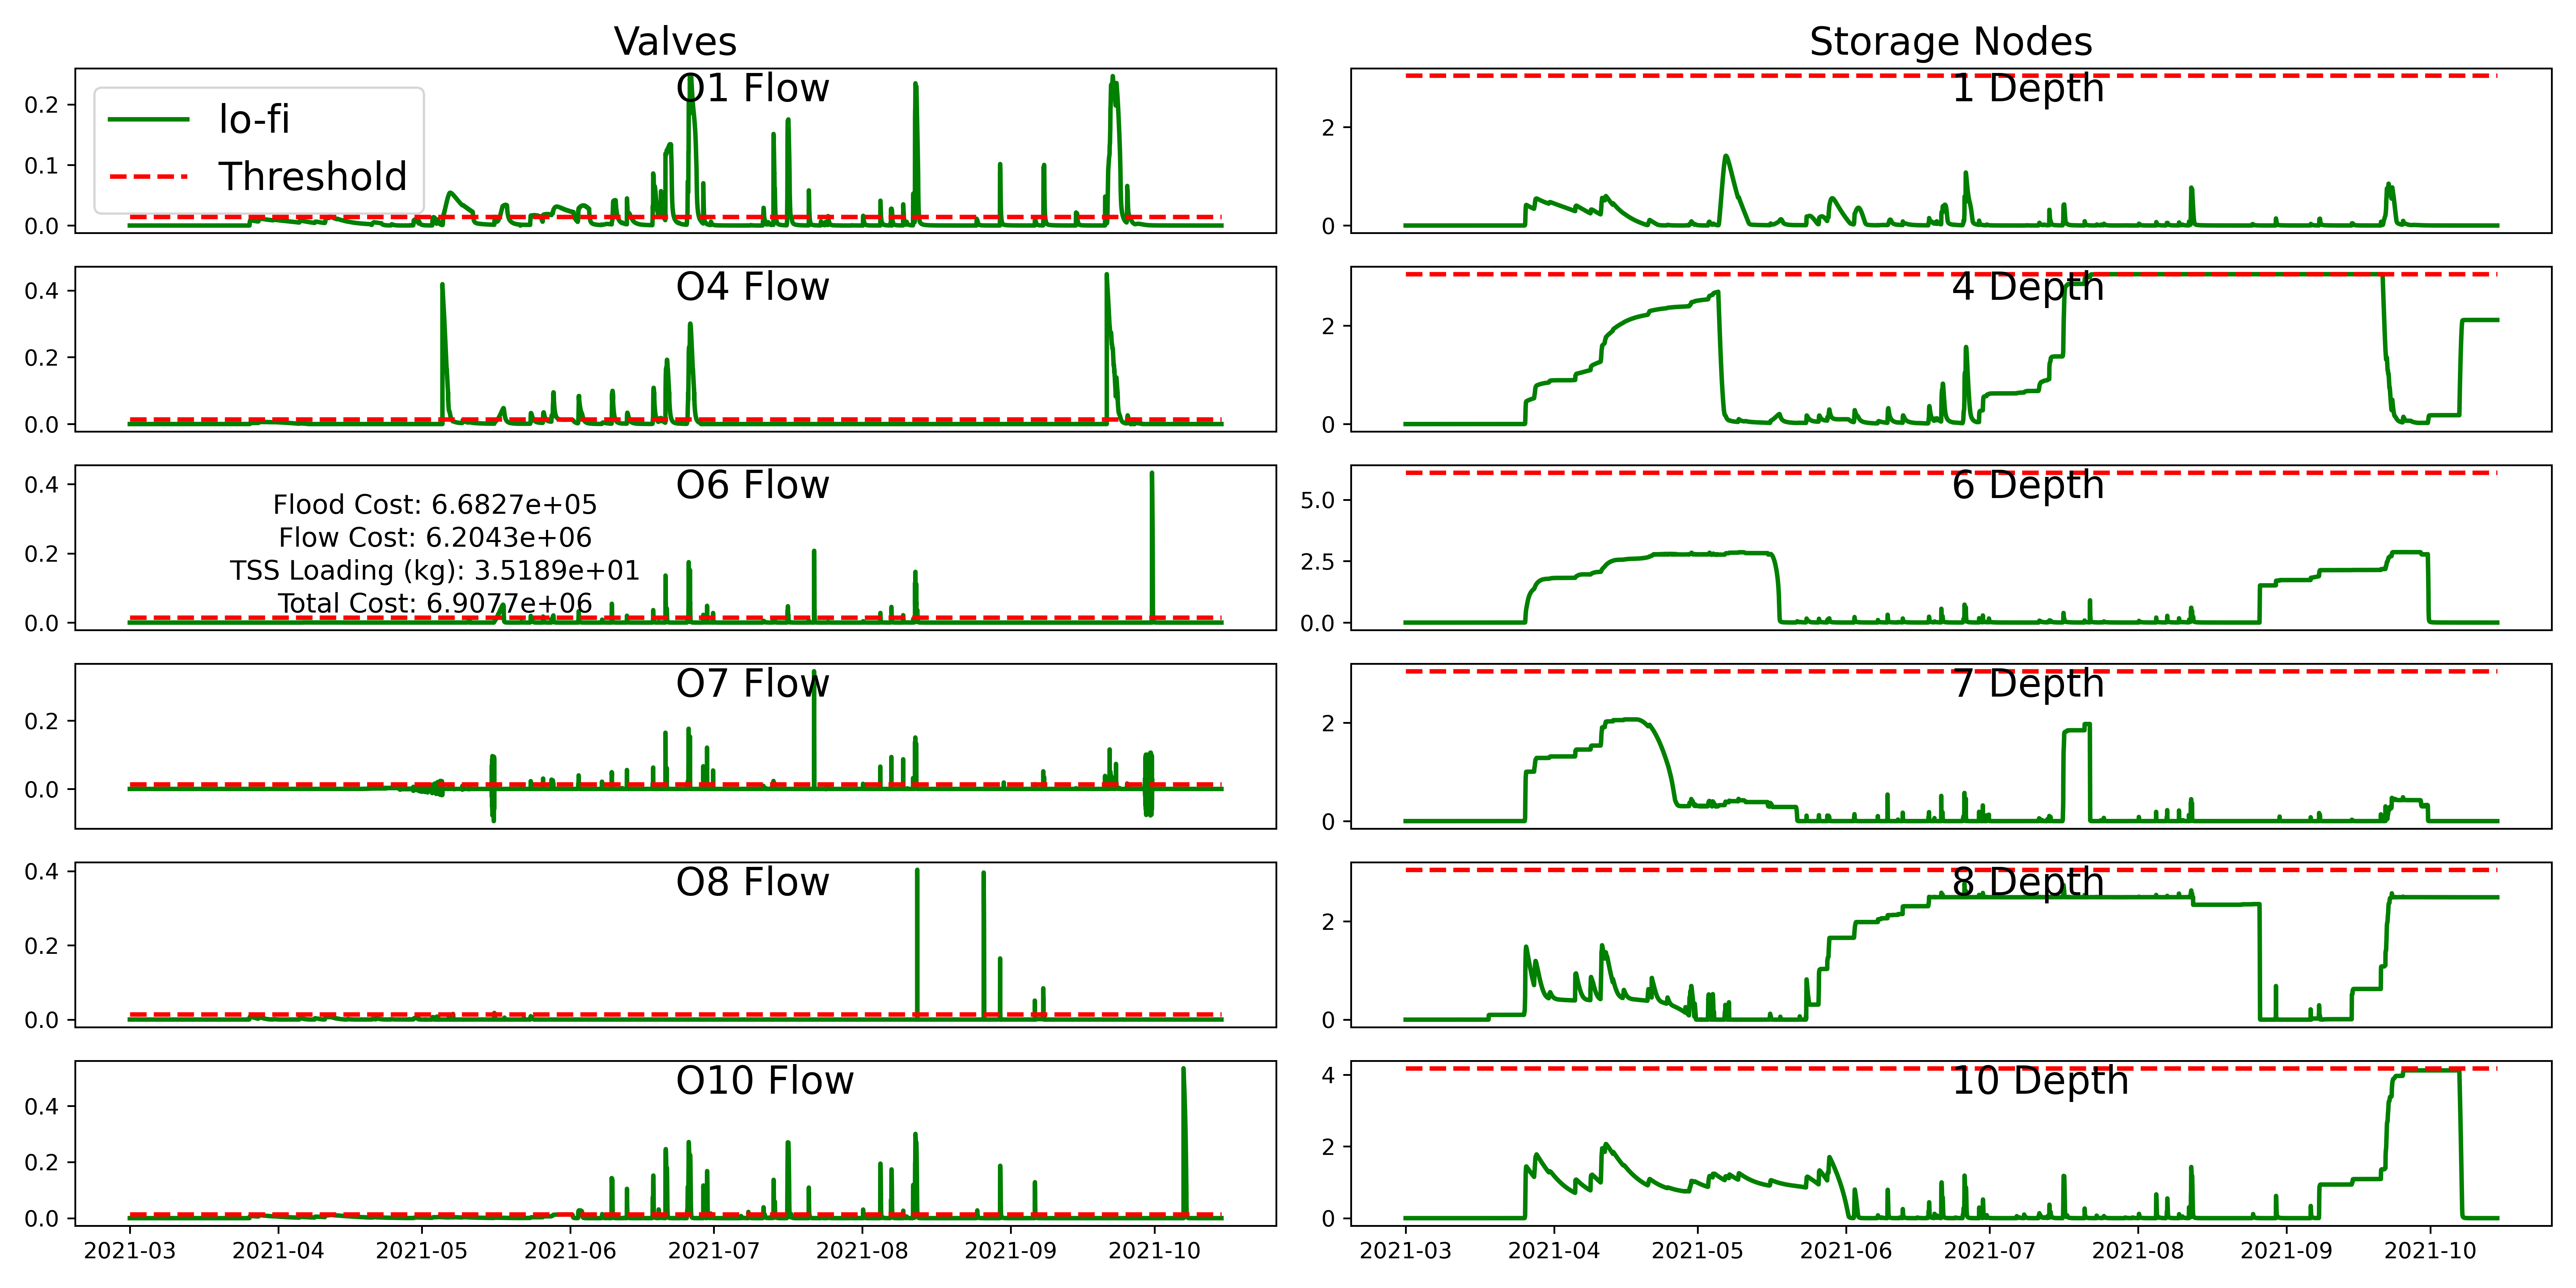 Valves
Storage Nodes
O1 Flow
0.2
0.1
0.0
lo-fi
Threshold
1 Depth
2
0
O4 Flow
0.4
0.2
0.0
4 Depth
2
0
O6 Flow
0.4
0.2
0.0
Flood Cost: 6.6827e+05
Flow Cost: 6.2043e+06
TSS Loading (kg): 3.5189e+01
Total Cost: 6.9077e+06
6 Depth
5.0
2.5
0.0
O7 Flow
0.2
0.0
7 Depth
2
0
O8 Flow
0.4
0.2
0.0
8 Depth
2
0
O10 Flow
0.4
0.2
0.0
2021-03 2021-04 2021-05 2021-06 2021-07 2021-08 2021-09 2021-10
10 Depth
4
2
0
2021-03 2021-04 2021-05 2021-06 2021-07 2021-08 2021-09 2021-10